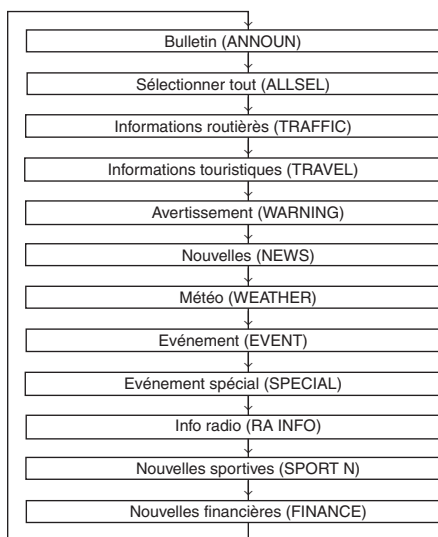 Bulletin (ANNOUN)
Sélectionner tout (ALLSEL)
Informations routièrès (TRAFFIC)
Informations touristiques (TRAVEL)
Avertissement (WARNING)
Nouvelles (NEWS)
Météo (WEATHER)
Evénement (EVENT)
Evénement spécial (SPECIAL)
Info radio (RA INFO)
Nouvelles sportives (SPORT N)
Nouvelles financières (FINANCE)